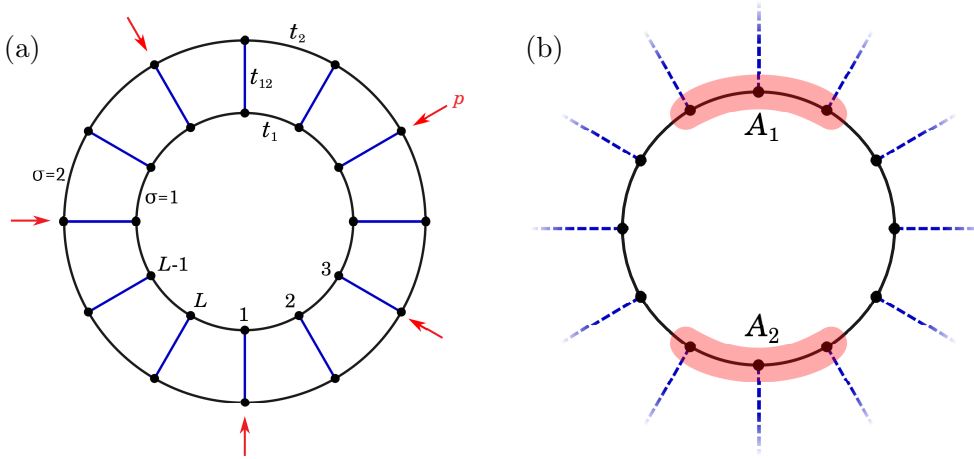 (a)
t₂
t₁₂
p
t₁
σ=2
σ=1
L-1
3
L
2
1
(b)
A₁
A₂